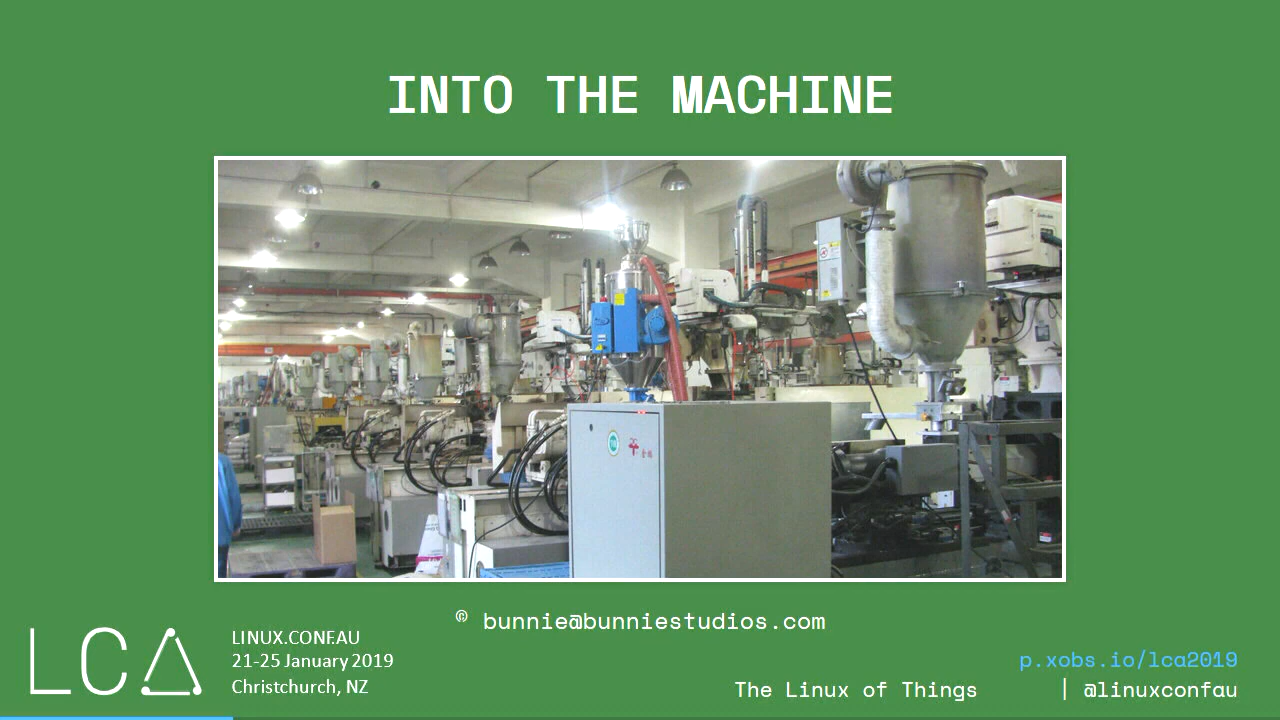 INTO THE MACHINE
© bunnie@bunniestudios.com
LCA
LINUX.CONF.AU
21-25 January 2019
Christchurch, NZ
p.xobs.io/lca2019
The Linux of Things | @linuxconfau